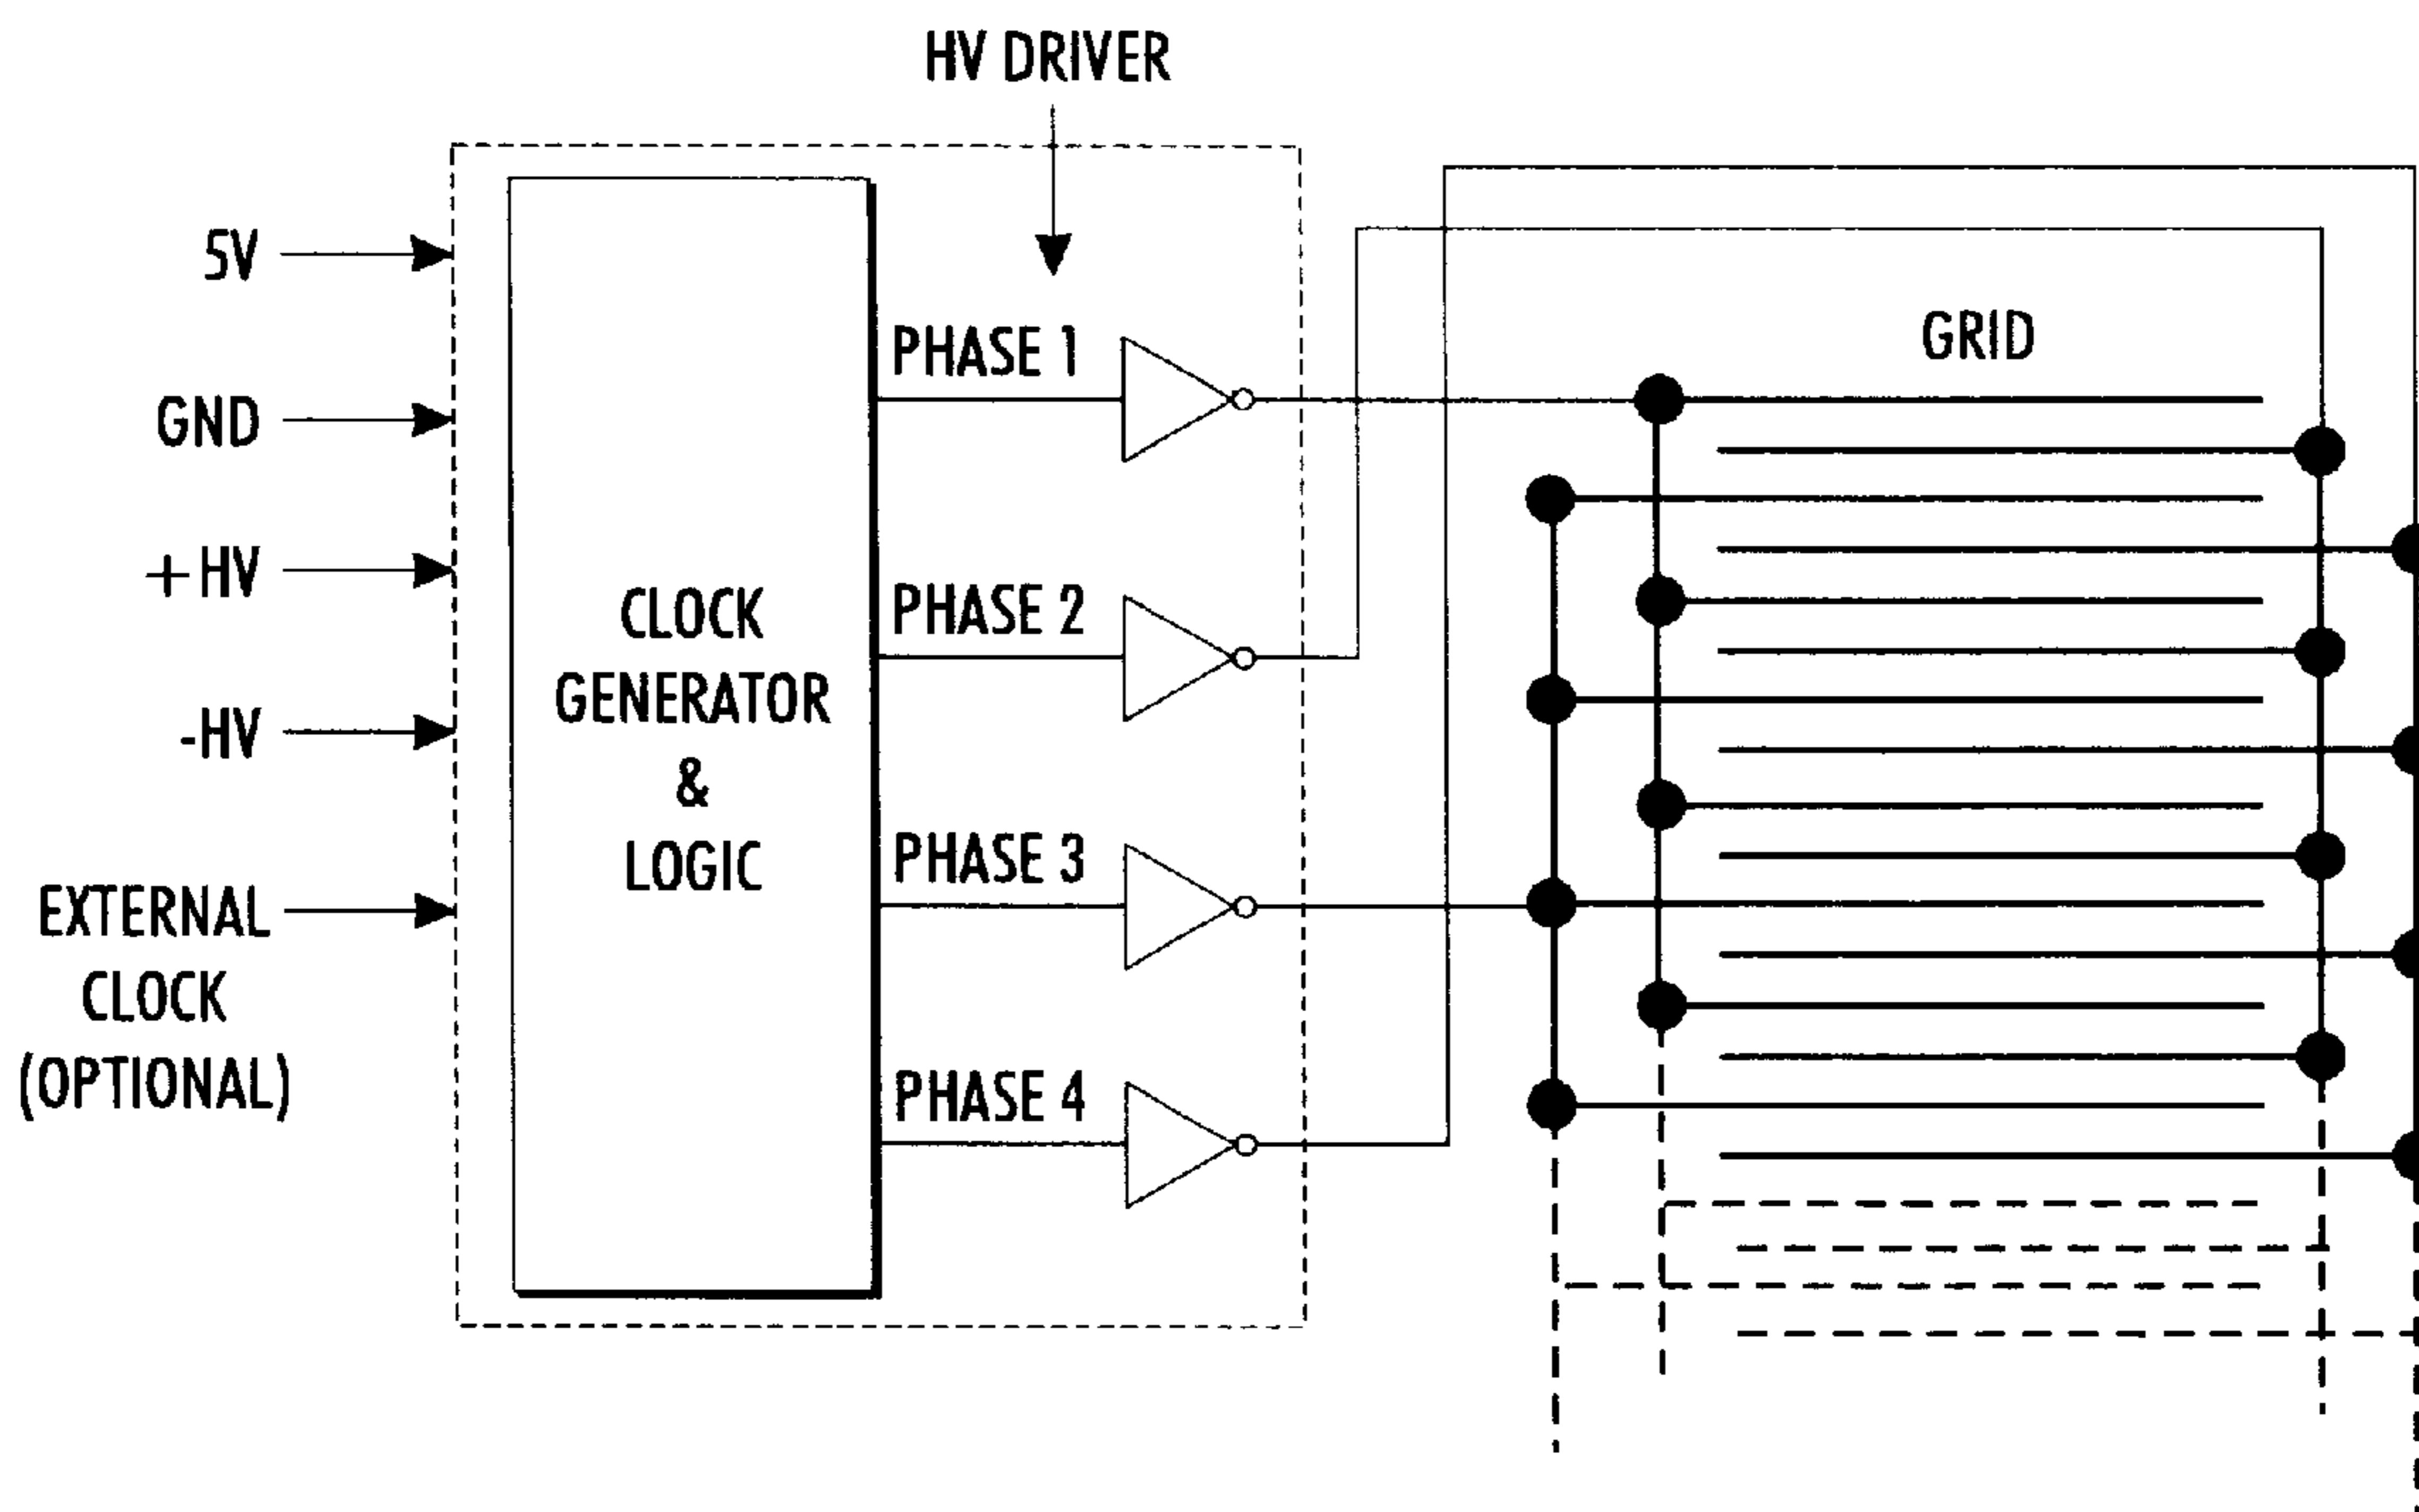 HV DRIVER
5V
GND
+HV
-HV
EXTERNAL
CLOCK
(OPTIONAL)
CLOCK
GENERATOR
&
LOGIC
PHASE 1
PHASE 2
PHASE 3
PHASE 4
GRID